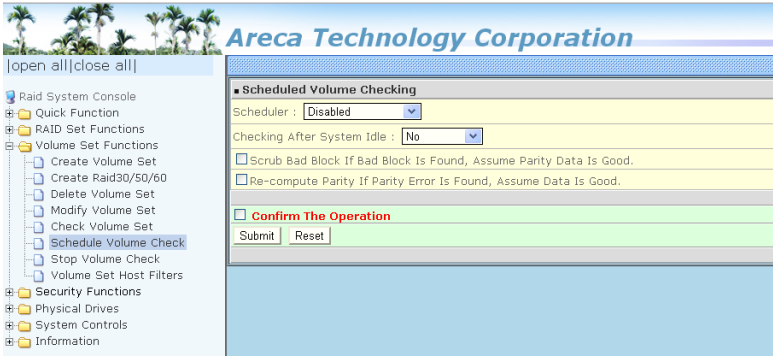 Areca Technology Corporation
|open all|close all|
Raid System Console
Quick Function
RAID Set Functions
Volume Set Functions
Create Volume Set
Create Raid30/50/60
Delete Volume Set
Modify Volume Set
Check Volume Set
Schedule Volume Check
Stop Volume Check
Volume Set Host Filters
Security Functions
Physical Drives
System Controls
Information
Scheduled Volume Checking
Scheduler : Disabled
Checking After System Idle : No
Scrub Bad Block If Bad Block Is Found, Assume Parity Data Is Good.
Re-compute Parity If Parity Error Is Found, Assume Data Is Good.
Confirm The Operation
Submit Reset